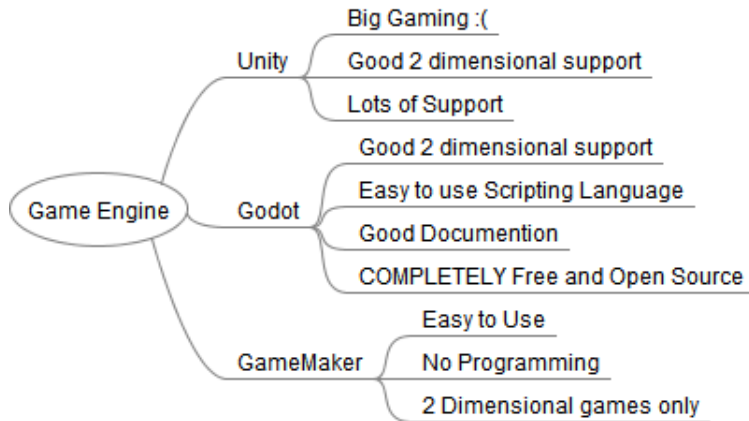 Game Engine
Unity
Big Gaming :(
Good 2 dimensional support
Lots of Support
Godot
Good 2 dimensional support
Easy to use Scripting Language
Good Documention
COMPLETELY Free and Open Source
GameMaker
Easy to Use
No Programming
2 Dimensional games only